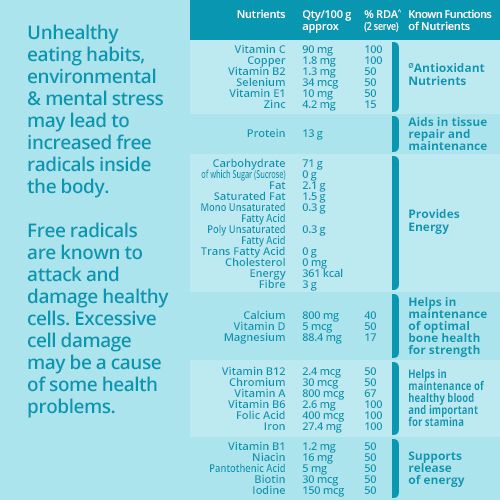 Unhealthy
eating habits,
environmental
& mental stress
may lead to
increased free
radicals inside
the body.
Free radicals
are known to
attack and
damage healthy
cells. Excessive
cell damage
may be a cause
of some health
problems.
Nutrients Qty/100 g approx % RDA^ (2 serve) Known Functions of Nutrients
Vitamin C 90 mg 100
Copper 1.8 mg 100
Vitamin B2 1.3 mg 50
Selenium 34 mcg 50
Vitamin E1 10 mg 50
Zinc 4.2 mg 15
øAntioxidant
Nutrients
Protein 13 g
Aids in tissue
repair and
maintenance
Carbohydrate 71 g
of which Sugar (Sucrose) 0 g
Fat 2.1 g
Saturated Fat 1.5 g
Mono Unsaturated 0.3 g
Fatty Acid
Poly Unsaturated 0.3 g
Fatty Acid
Trans Fatty Acid 0 g
Cholesterol 0 mg
Energy 361 kcal
Fibre 3 g
Provides
Energy
Calcium 800 mg 40
Vitamin D 5 mcg 50
Magnesium 88.4 mg 17
Helps in
maintenance
of optimal
bone health
for strength
Vitamin B12 2.4 mcg 50
Chromium 30 mcg 50
Vitamin A 800 mcg 67
Vitamin B6 2.6 mg 100
Folic Acid 400 mcg 100
Iron 27.4 mg 100
Helps in
maintenance of
healthy blood
and important
for stamina
Vitamin B1 1.2 mg 50
Niacin 16 mg 50
Pantothenic Acid 5 mg 50
Biotin 30 mcg 50
Iodine 150 mcg 50
Supports
release
of energy